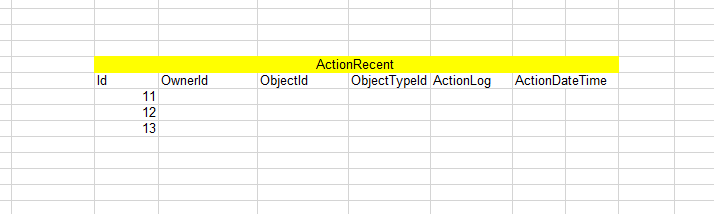 ActionRecent
Id OwnerId ObjectId ObjectTypeId ActionLog ActionDateTime
11
12
13